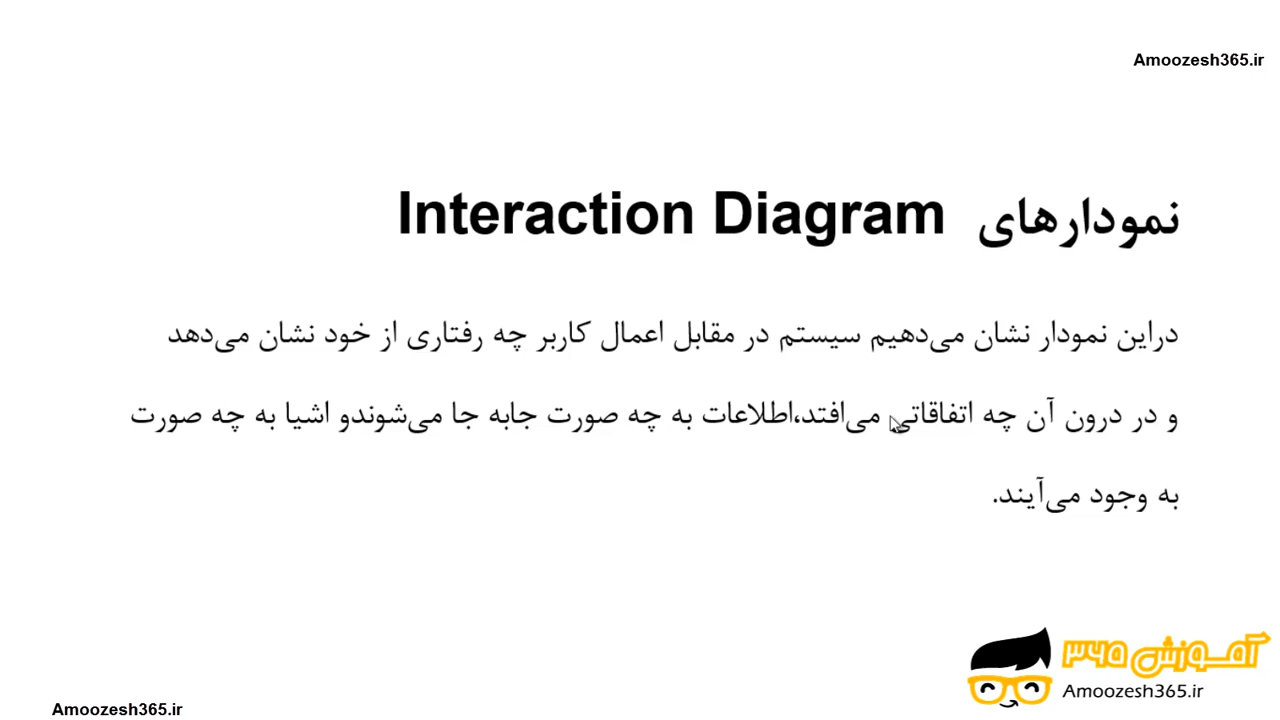 Amoozesh365.ir
نمودارهای Interaction Diagram
دراین نمودار نشان می‌دهیم سیستم در مقابل اعمال کاربر چه رفتاری از خود نشان می‌دهد
و در درون آن چه اتفاقاتی می‌افتد،اطلاعات به چه صورت جابه جا می‌شوندو اشیا به چه صورت
به وجود می‌آیند.
آموزش ۳۶۵
Amoozesh365.ir
Amoozesh365.ir